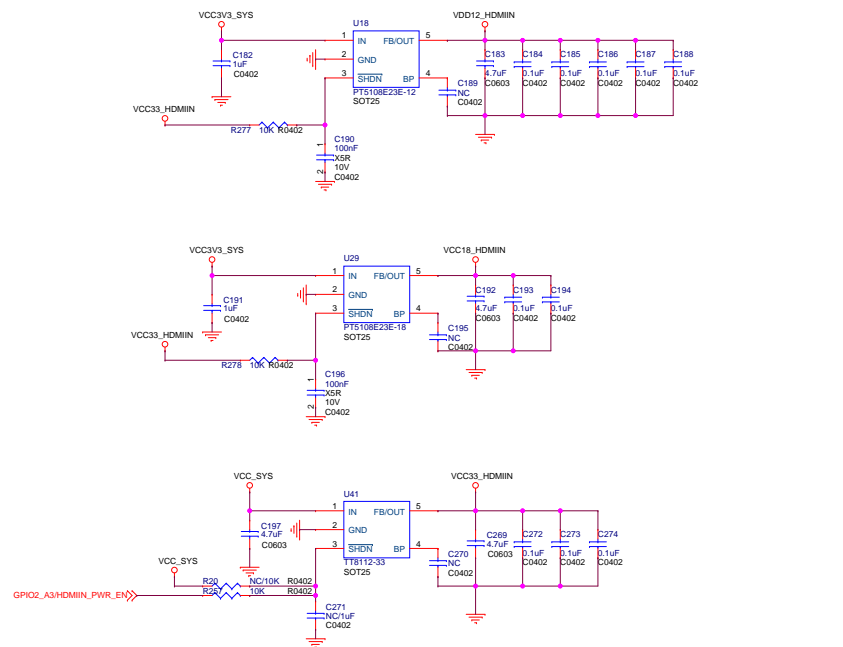 VCC3V3_SYS
VDD12_HDMIIN
U18
1 IN FB/OUT 5
2 GND
3 SHDN BP 4
PT5108E23E-12
SOT25
C182
1uF
C0402
C183
4.7uF
C0603
C184
0.1uF
C0402
C185
0.1uF
C0402
C186
0.1uF
C0402
C187
0.1uF
C0402
C188
0.1uF
C0402
C189
NC
C0402
VCC33_HDMIIN
R277 10K R0402
C190
100nF
X5R
10V
C0402
1
2
VCC3V3_SYS
VCC18_HDMIIN
U29
1 IN FB/OUT 5
2 GND
3 SHDN BP 4
PT5108E23E-18
SOT25
C191
1uF
C0402
C192
4.7uF
C0603
C193
0.1uF
C0402
C194
0.1uF
C0402
C195
NC
C0402
VCC33_HDMIIN
R278 10K R0402
C196
100nF
X5R
10V
C0402
1
2
VCC_SYS
VCC33_HDMIIN
U41
1 IN FB/OUT 5
2 GND
3 SHDN BP 4
TT8112-33
SOT25
C197
4.7uF
C0603
C269
4.7uF
C0603
C272
0.1uF
C0402
C273
0.1uF
C0402
C274
0.1uF
C0402
C270
NC
C0402
VCC_SYS
R20 NC/10K R0402
GPIO2_A3/HDMIIN_PWR_EN
R257 10K R0402
C271
NC/1uF
C0402